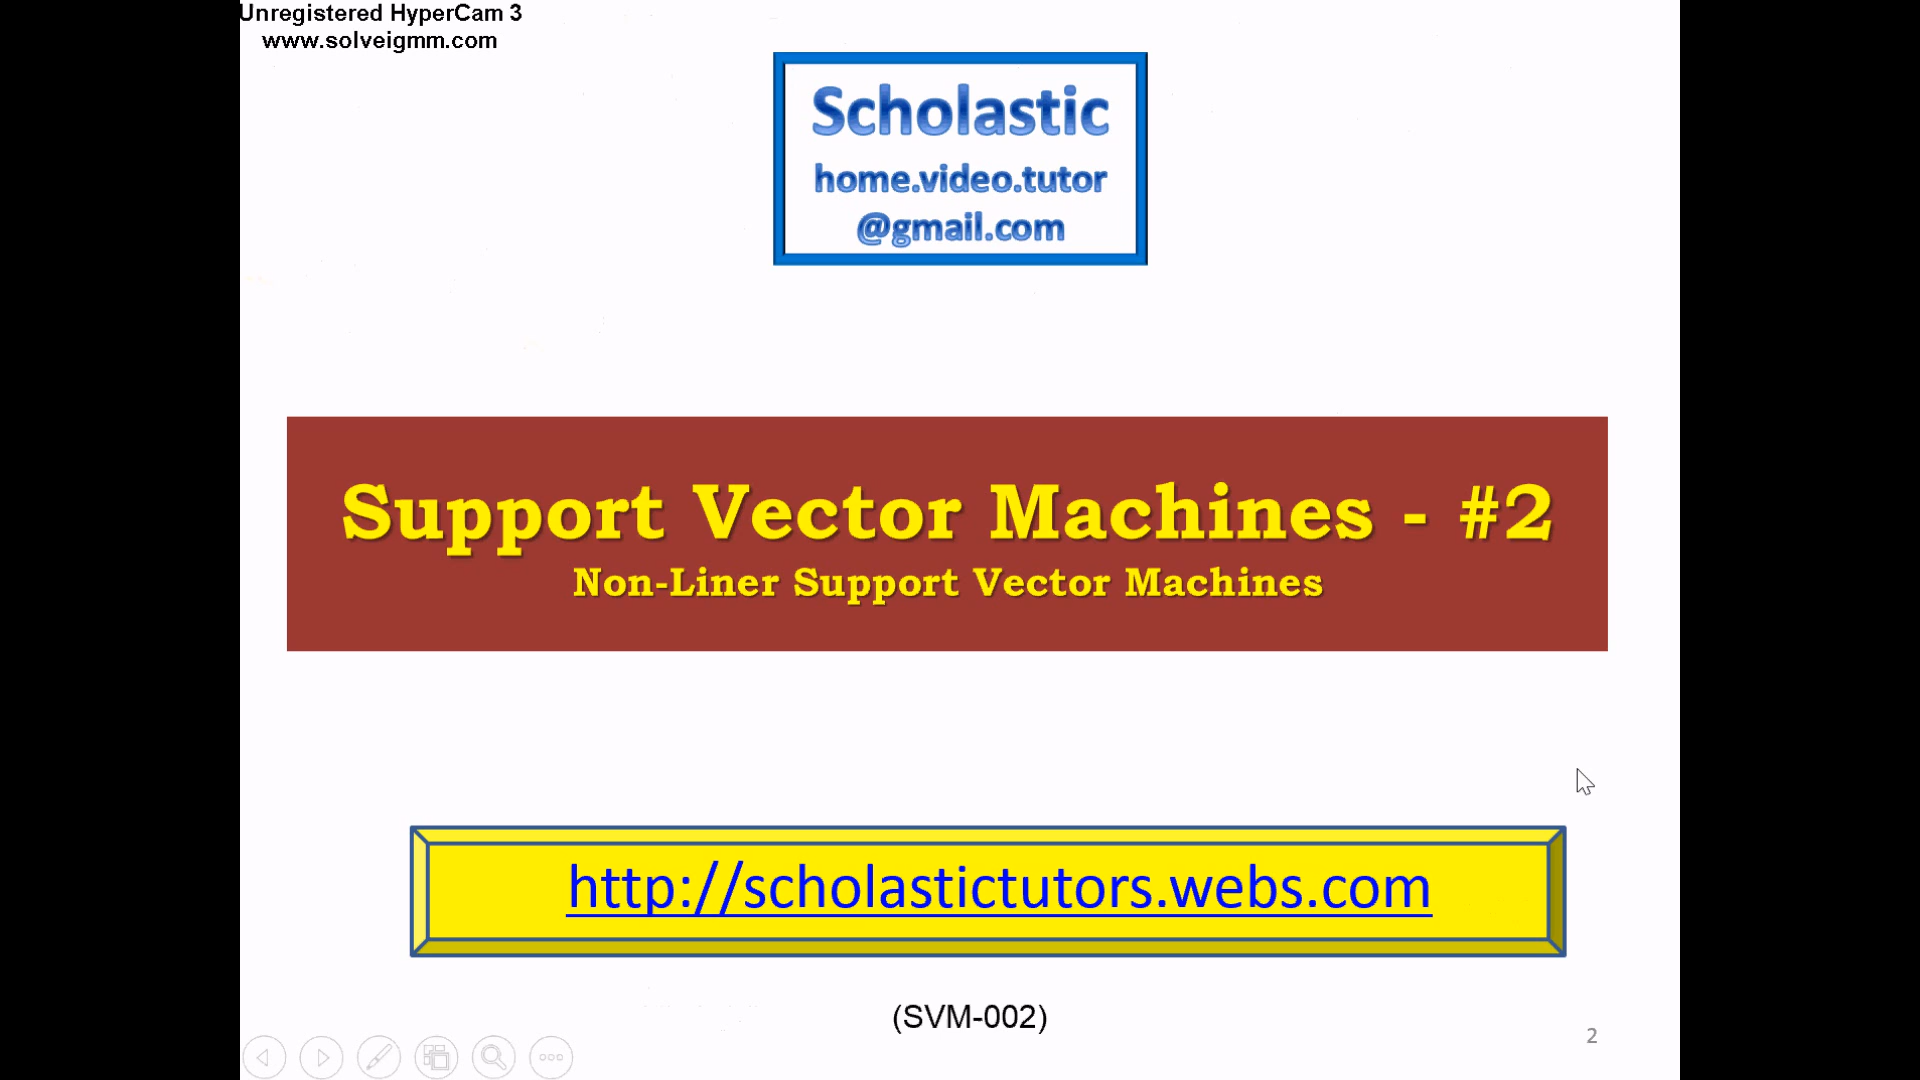 Unregistered HyperCam 3
www.solveigmm.com
Scholastic
home.video.tutor
@gmail.com
Support Vector Machines - #2
Non-Liner Support Vector Machines
http://scholastictutors.webs.com
(SVM-002)
2